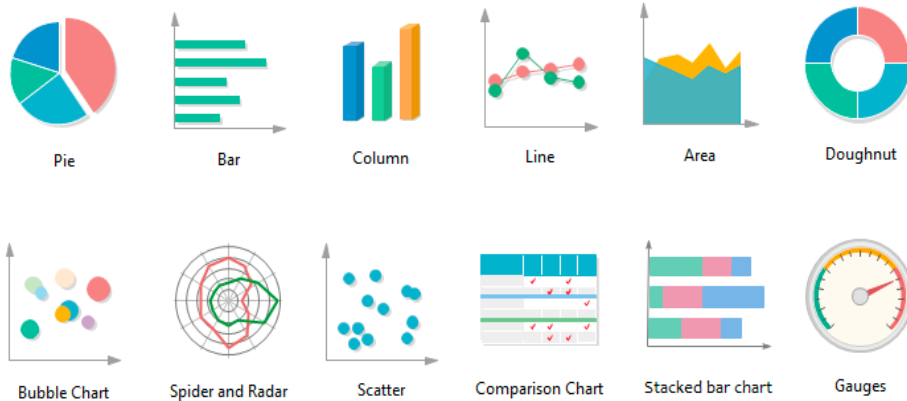 Pie
Bar
Column
Line
Area
Doughnut
Bubble Chart
Spider and Radar
Scatter
Comparison Chart
Stacked bar chart
Gauges